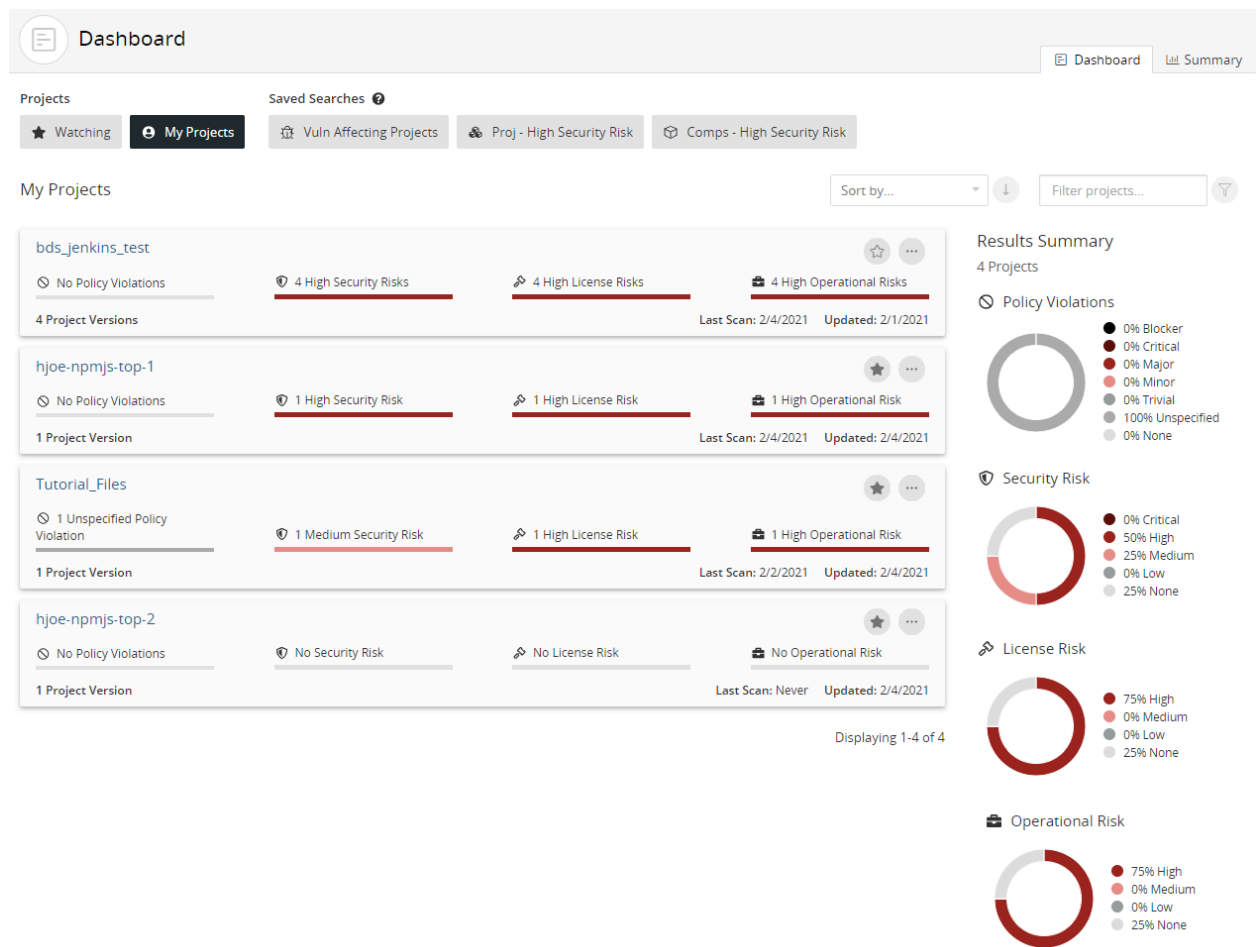 Dashboard
Dashboard
Summary
Projects
Saved Searches ?
Watching
My Projects
Vuln Affecting Projects
Proj - High Security Risk
Comps - High Security Risk
My Projects
Sort by...
Filter projects...
bds_jenkins_test
No Policy Violations
4 High Security Risks
4 High License Risks
4 High Operational Risks
4 Project Versions
Last Scan: 2/4/2021 Updated: 2/1/2021
hjoe-npmjs-top-1
No Policy Violations
1 High Security Risk
1 High License Risk
1 High Operational Risk
1 Project Version
Last Scan: 2/4/2021 Updated: 2/4/2021
Tutorial_Files
1 Unspecified Policy
Violation
1 Medium Security Risk
1 High License Risk
1 High Operational Risk
1 Project Version
Last Scan: 2/2/2021 Updated: 2/4/2021
hjoe-npmjs-top-2
No Policy Violations
No Security Risk
No License Risk
No Operational Risk
1 Project Version
Last Scan: Never Updated: 2/4/2021
Displaying 1-4 of 4
Results Summary
4 Projects
Policy Violations
0% Blocker
0% Critical
0% Major
0% Minor
0% Trivial
100% Unspecified
0% None
Security Risk
0% Critical
50% High
25% Medium
0% Low
25% None
License Risk
75% High
0% Medium
0% Low
25% None
Operational Risk
75% High
0% Medium
0% Low
25% None